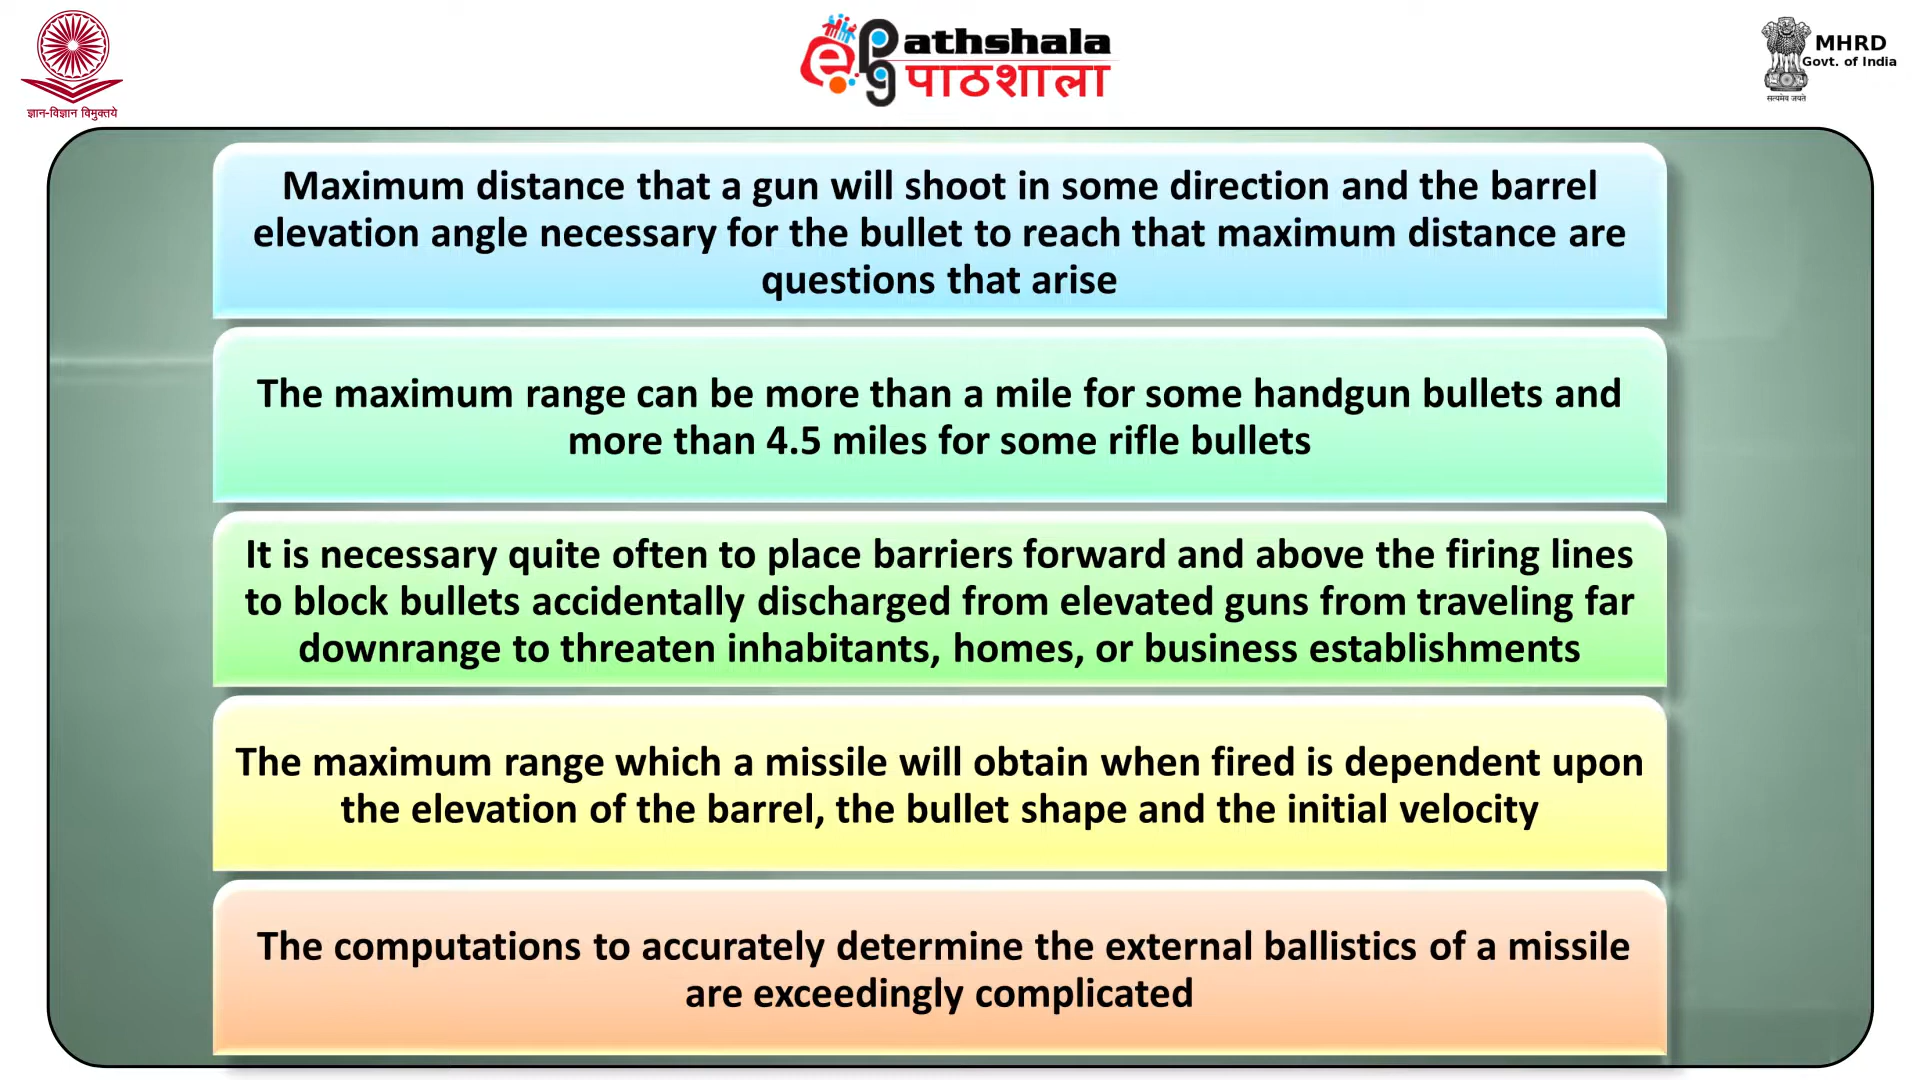 ज्ञान-विज्ञान विमुक्तये
e pg athshala
पाठशाला
MHRD
Govt. of India
सत्यमेव जयते
Maximum distance that a gun will shoot in some direction and the barrel
elevation angle necessary for the bullet to reach that maximum distance are
questions that arise
The maximum range can be more than a mile for some handgun bullets and
more than 4.5 miles for some rifle bullets
It is necessary quite often to place barriers forward and above the firing lines
to block bullets accidentally discharged from elevated guns from traveling far
downrange to threaten inhabitants, homes, or business establishments
The maximum range which a missile will obtain when fired is dependent upon
the elevation of the barrel, the bullet shape and the initial velocity
The computations to accurately determine the external ballistics of a missile
are exceedingly complicated